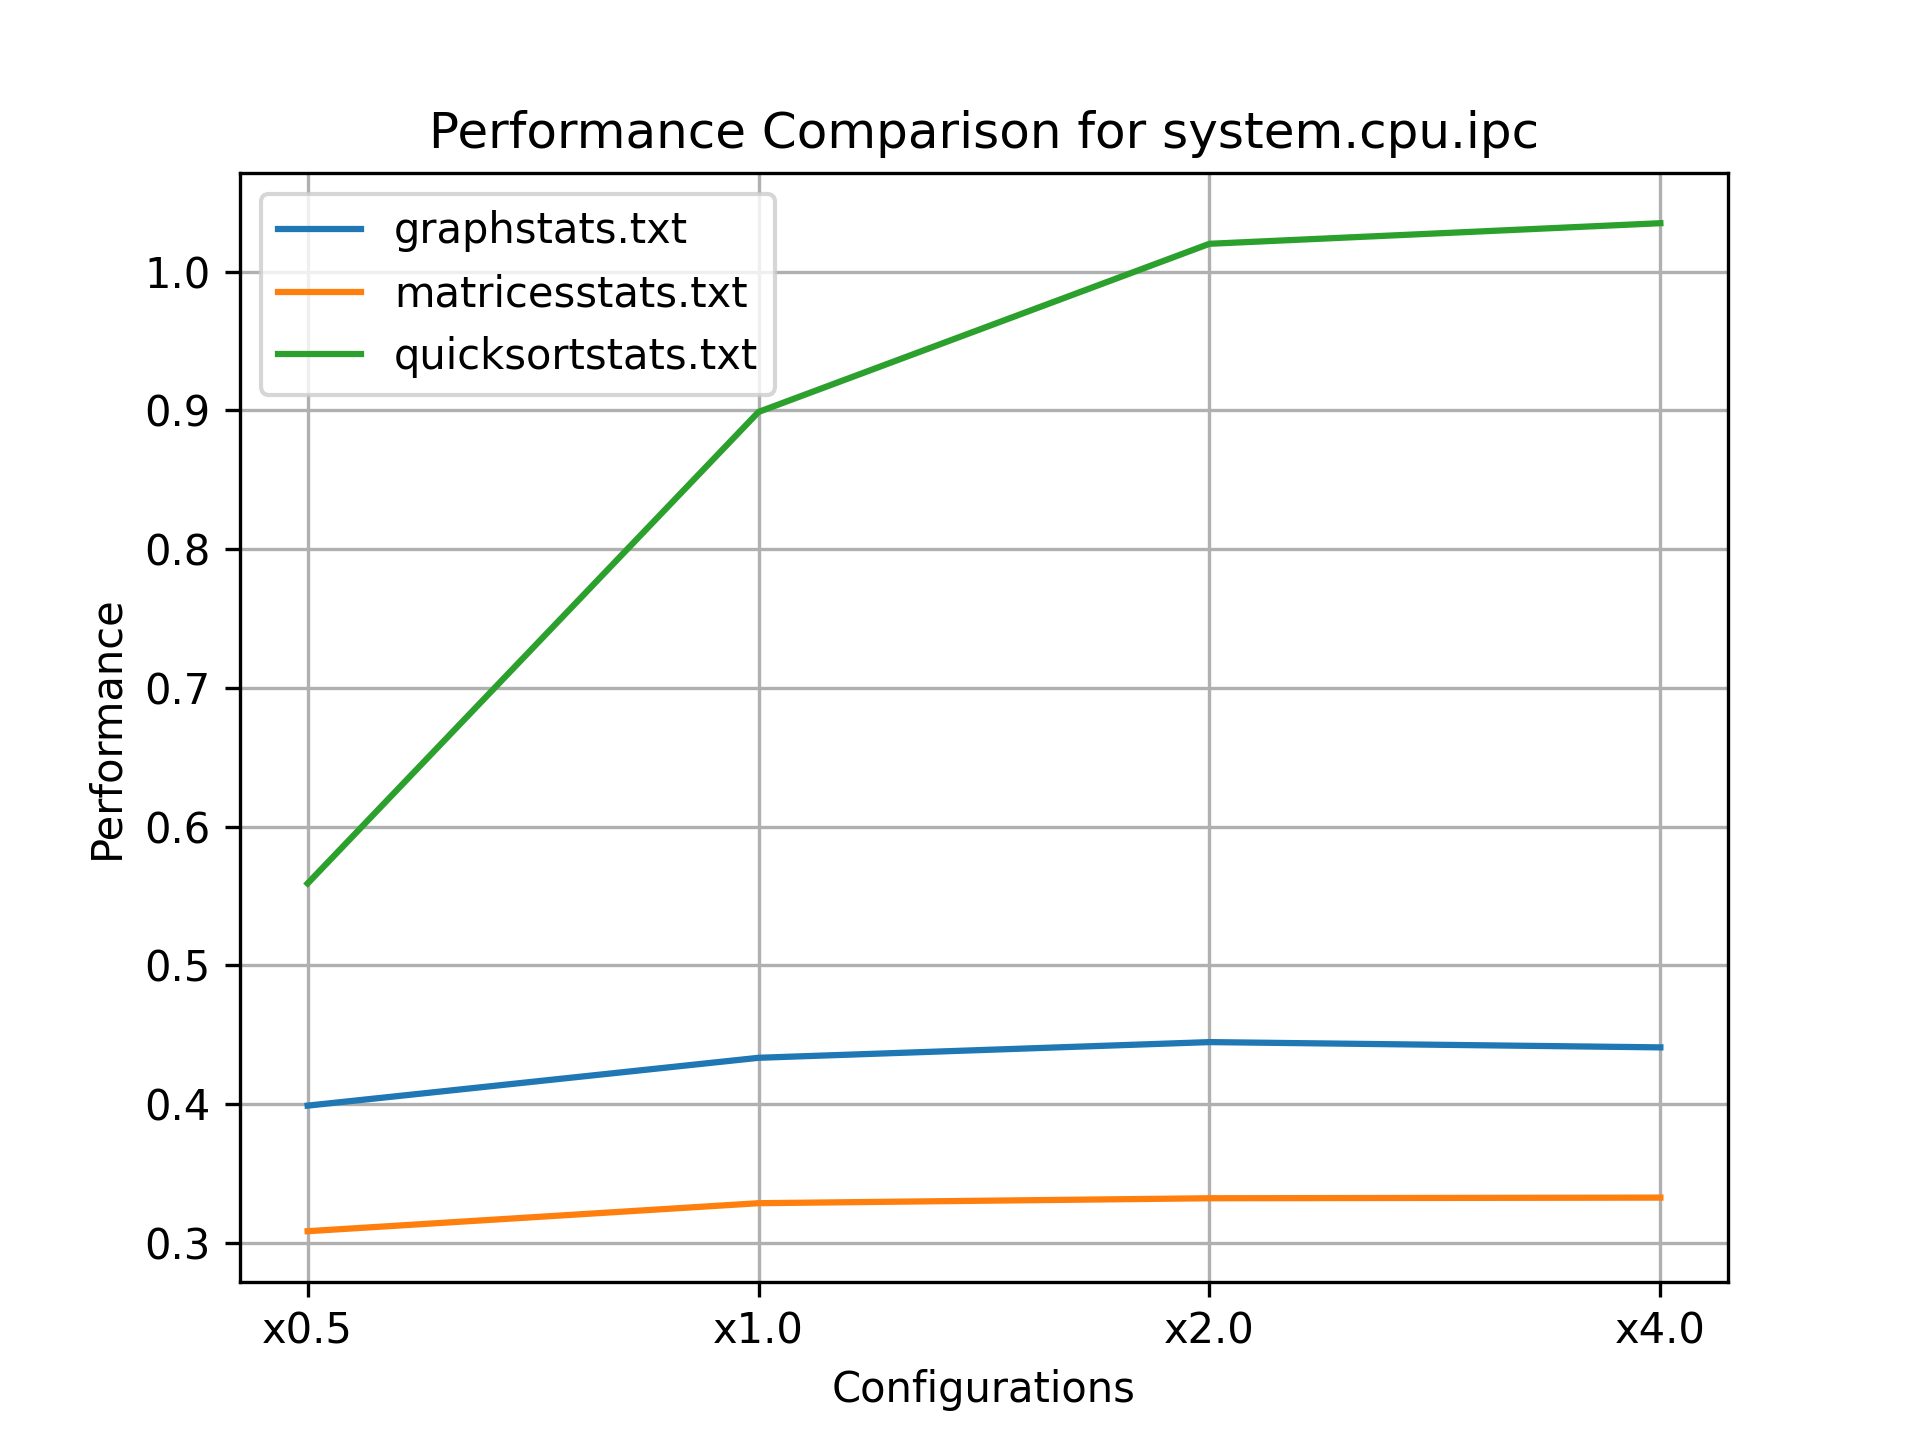 Performance Comparison for system.cpu.ipc
graphstats.txt
matricesstats.txt
quicksortstats.txt
1.0
0.9
0.8
0.7
0.6
0.5
0.4
0.3
Performance
x0.5 x1.0 x2.0 x4.0
Configurations